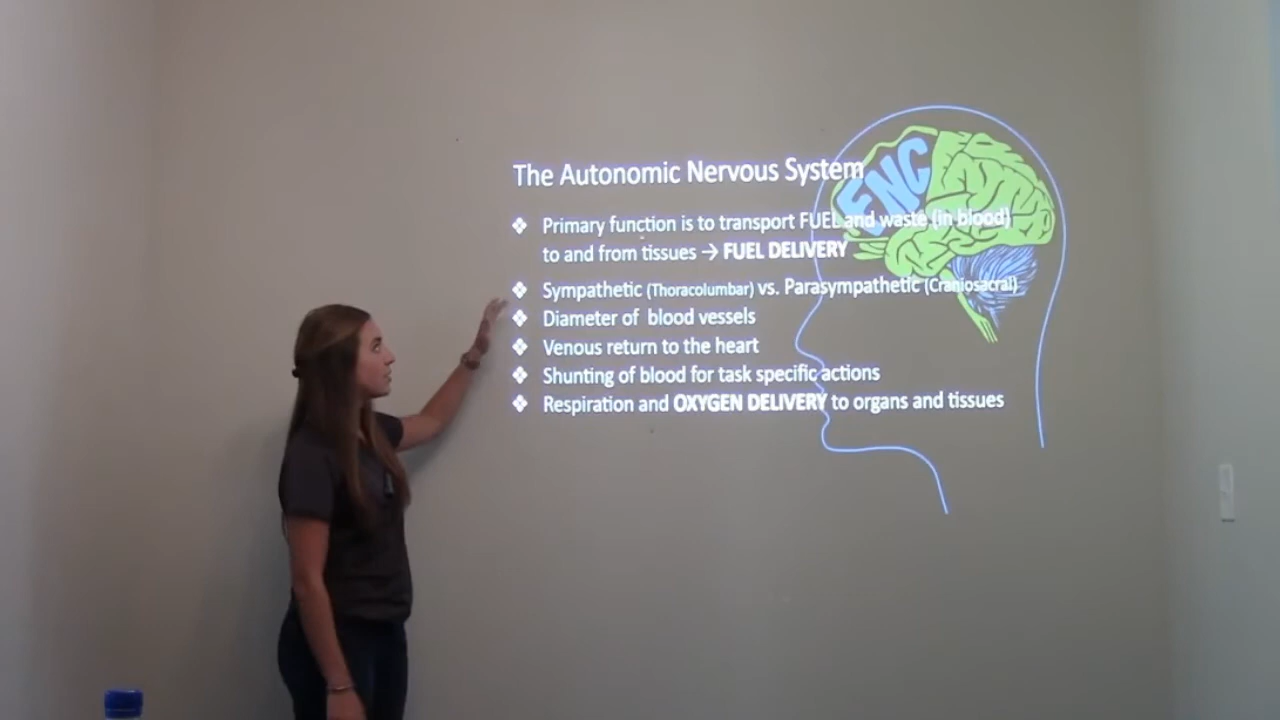 The Autonomic Nervous System
FNC
❖ Primary function is to transport FUEL and waste (in blood)
to and from tissues → FUEL DELIVERY
❖ Sympathetic (Thoracolumbar) vs. Parasympathetic (Craniosacral)
❖ Diameter of blood vessels
❖ Venous return to the heart
❖ Shunting of blood for task specific actions
❖ Respiration and OXYGEN DELIVERY to organs and tissues